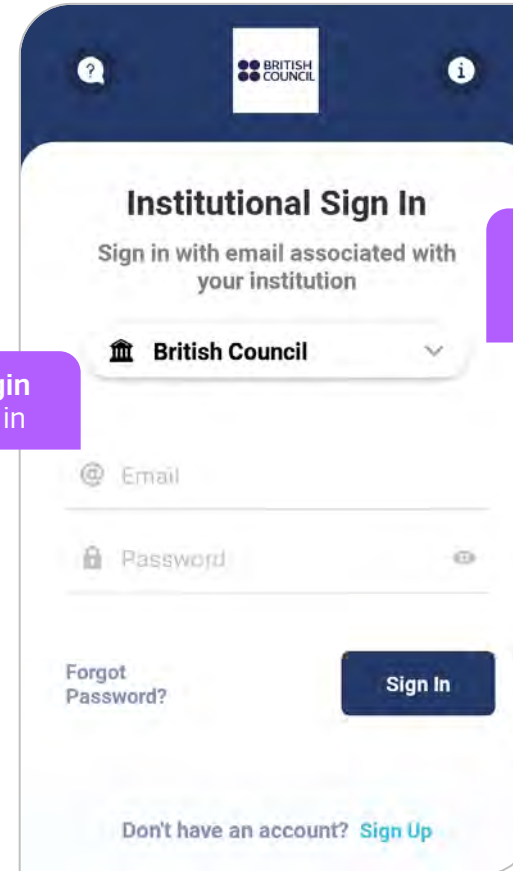 BRITISH
COUNCIL
Institutional Sign In
Sign in with email associated with
your institution
British Council
in
Email
Password
Forgot
Password?
Sign In
Don't have an account? Sign Up